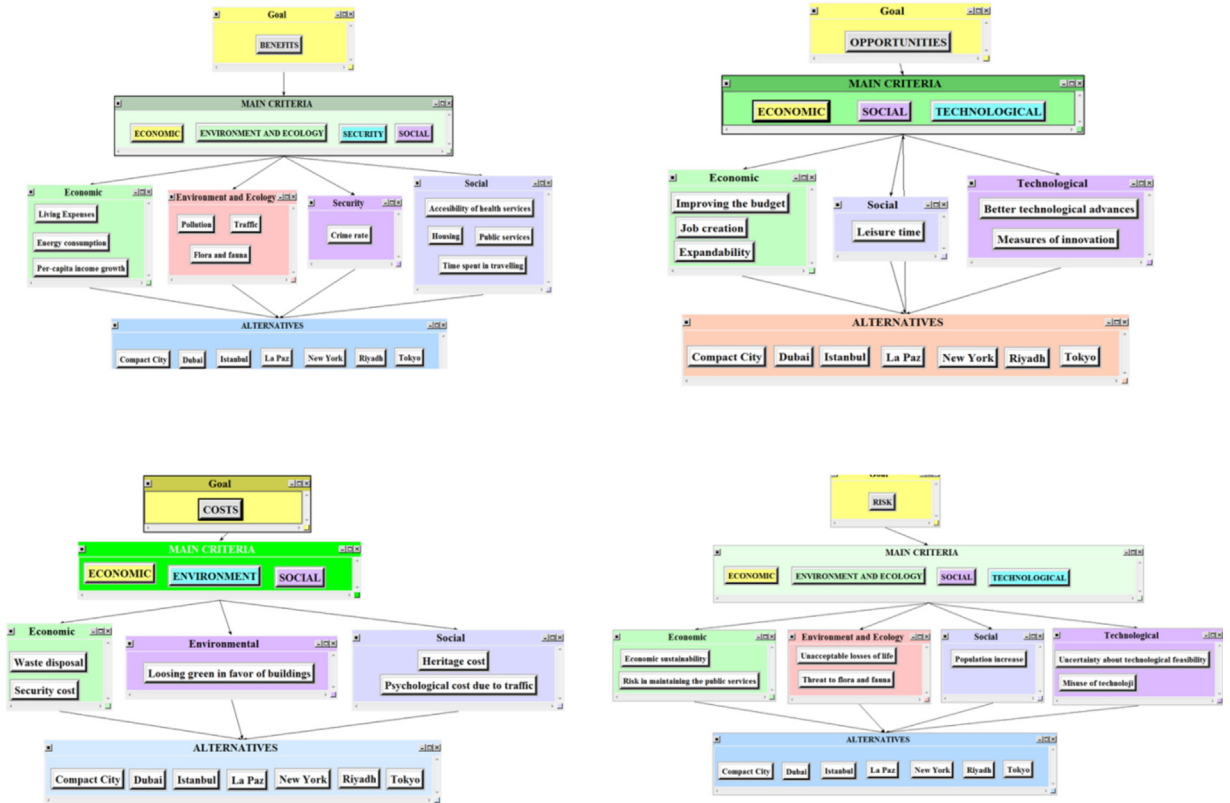 Goal
BENEFITS
MAIN CRITERIA
ECONOMIC ENVIRONMENT AND ECOLOGY SECURITY SOCIAL
Economic
Living Expenses
Energy consumption
Per-capita income growth
Environment and Ecology
Pollution Traffic
Flora and fauna
Security
Crime rate
Social
Accesibility of health services
Housing Public services
Time spent in travelling
ALTERNATIVES
Compact City Dubai Istanbul La Paz New York Riyadh Tokyo
Goal
OPPORTUNITIES
MAIN CRITERIA
ECONOMIC SOCIAL TECHNOLOGICAL
Economic
Improving the budget
Job creation
Expandability
Social
Leisure time
Technological
Better technological advances
Measures of innovation
ALTERNATIVES
Compact City Dubai Istanbul La Paz New York Riyadh Tokyo
Goal
COSTS
MAIN CRITERIA
ECONOMIC ENVIRONMENT SOCIAL
Economic
Waste disposal
Security cost
Environmental
Loosing green in favor of buildings
Social
Heritage cost
Psychological cost due to traffic
ALTERNATIVES
Compact City Dubai Istanbul La Paz New York Riyadh Tokyo
Goal
RISK
MAIN CRITERIA
ECONOMIC ENVIRONMENT AND ECOLOGY SOCIAL TECHNOLOGICAL
Economic
Economic sustainability
Risk in maintaining the public services
Environment and Ecology
Unacceptable losses of life
Threat to flora and fauna
Social
Population increase
Technological
Uncertainty about technological feasibility
Misuse of technoloji
ALTERNATIVES
Compact City Dubai Istanbul La Paz New York Riyadh Tokyo